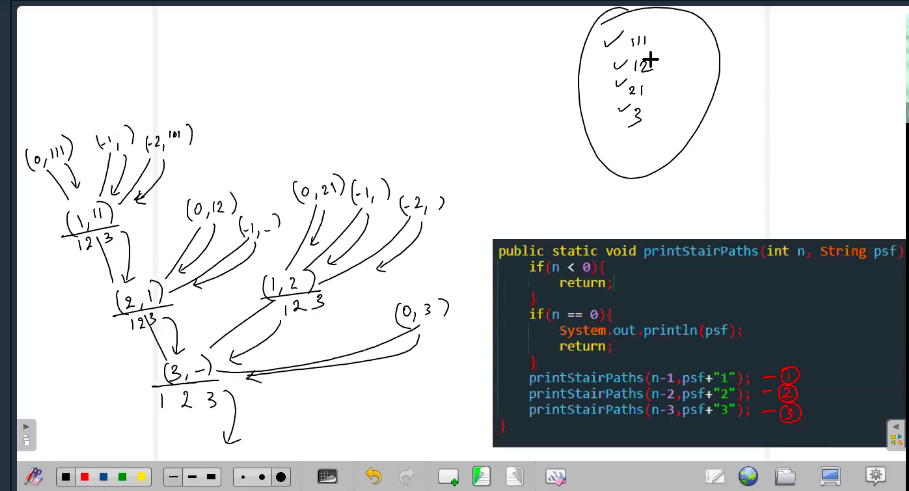 111
12
21
3
(0, 111) (-1, ) (-2, 
(1, 11)
1 2 3
(0, 12) (-1, -)
(0, 21) (-1, ) (-2, )
(2, 1)
1 2 3
(1, 2)
1 2 3
(0, 3)
(3, -)
1 2 3
public static void printStairPaths(int n, String psf)
if(n < 0){
return;
}
if(n == 0){
System.out.println(psf);
return;
}
printStairPaths(n-1,psf+"1"); - 1
printStairPaths(n-2,psf+"2"); - 2
printStairPaths(n-3,psf+"3"); - 3
}